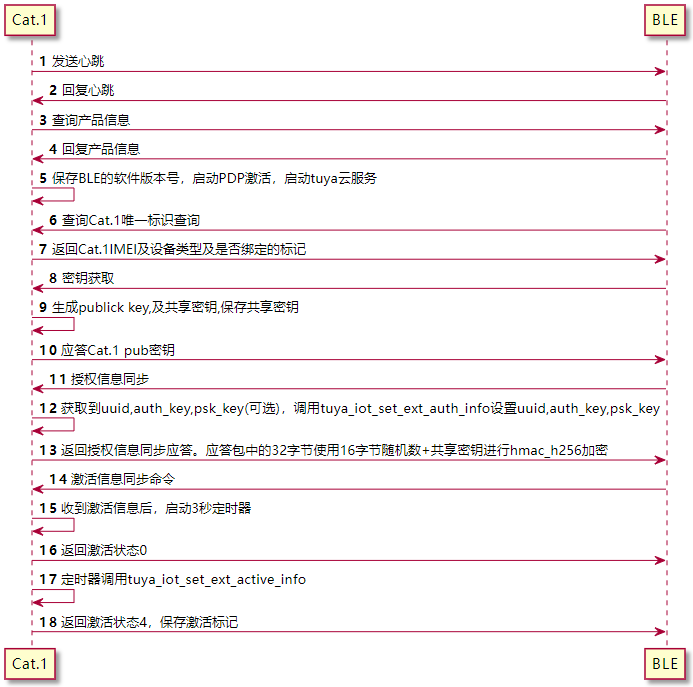 Cat.1 BLE
1 发送心跳
2 回复心跳
3 查询产品信息
4 回复产品信息
5 保存BLE的软件版本号，启动PDP激活，启动tuya云服务
6 查询Cat.1唯一标识查询
7 返回Cat.1IMEI及设备类型及是否绑定的标记
8 密钥获取
9 生成publick key,及共享密钥,保存共享密钥
10 应答Cat.1 pub密钥
11 授权信息同步
12 获取到uuid,auth_key,psk_key(可选)，调用tuya_iot_set_ext_auth_info设置uuid,auth_key,psk_key
13 返回授权信息同步应答。应答包中的32字节使用16字节随机数+共享密钥进行hmac_h256加密
14 激活信息同步命令
15 收到激活信息后，启动3秒定时器
16 返回激活状态0
17 定时器调用tuya_iot_set_ext_active_info
18 返回激活状态4，保存激活标记
Cat.1 BLE